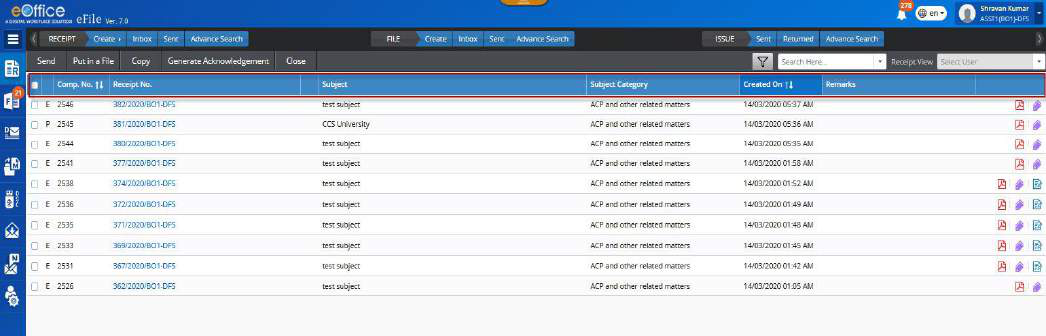 eOffice
A DIGITAL WORKPLACE SOLUTION
eFile Ver. 7.0
278
en
Shravan Kumar
ASST1(BO1)-DFS
RECEIPT Create Inbox Sent Advance Search FILE Create Inbox Sent Advance Search ISSUE Sent Returned Advance Search
Send Put in a File Copy Generate Acknowledgement Close Search Here... Receipt View Select User
Comp. No. Receipt No. Subject Subject Category Created On Remarks
E 2546 382/2020/BO1-DFS test subject ACP and other related matters 14/03/2020 05:37 AM
P 2545 381/2020/BO1-DFS CCS University ACP and other related matters 14/03/2020 05:36 AM
E 2544 380/2020/BO1-DFS test subject ACP and other related matters 14/03/2020 05:35 AM
E 2541 377/2020/BO1-DFS test subject ACP and other related matters 14/03/2020 01:58 AM
E 2538 374/2020/BO1-DFS test subject ACP and other related matters 14/03/2020 01:52 AM
E 2536 372/2020/BO1-DFS test subject ACP and other related matters 14/03/2020 01:49 AM
E 2535 371/2020/BO1-DFS test subject ACP and other related matters 14/03/2020 01:48 AM
E 2533 369/2020/BO1-DFS test subject ACP and other related matters 14/03/2020 01:45 AM
E 2531 367/2020/BO1-DFS test subject ACP and other related matters 14/03/2020 01:42 AM
E 2526 362/2020/BO1-DFS test subject ACP and other related matters 14/03/2020 01:05 AM
R
F 21
D
M
DSC
N